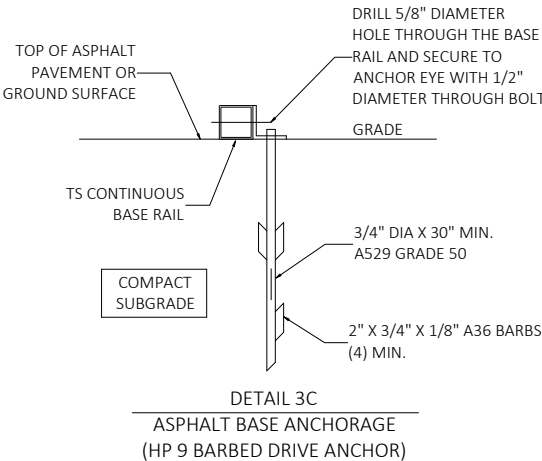 DRILL 5/8" DIAMETER
HOLE THROUGH THE BASE
RAIL AND SECURE TO
ANCHOR EYE WITH 1/2"
DIAMETER THROUGH BOLT
TOP OF ASPHALT
PAVEMENT OR
GROUND SURFACE
GRADE
TS CONTINUOUS
BASE RAIL
3/4" DIA X 30" MIN.
A529 GRADE 50
COMPACT
SUBGRADE
2" X 3/4" X 1/8" A36 BARBS
(4) MIN.
DETAIL 3C
ASPHALT BASE ANCHORAGE
(HP 9 BARBED DRIVE ANCHOR)